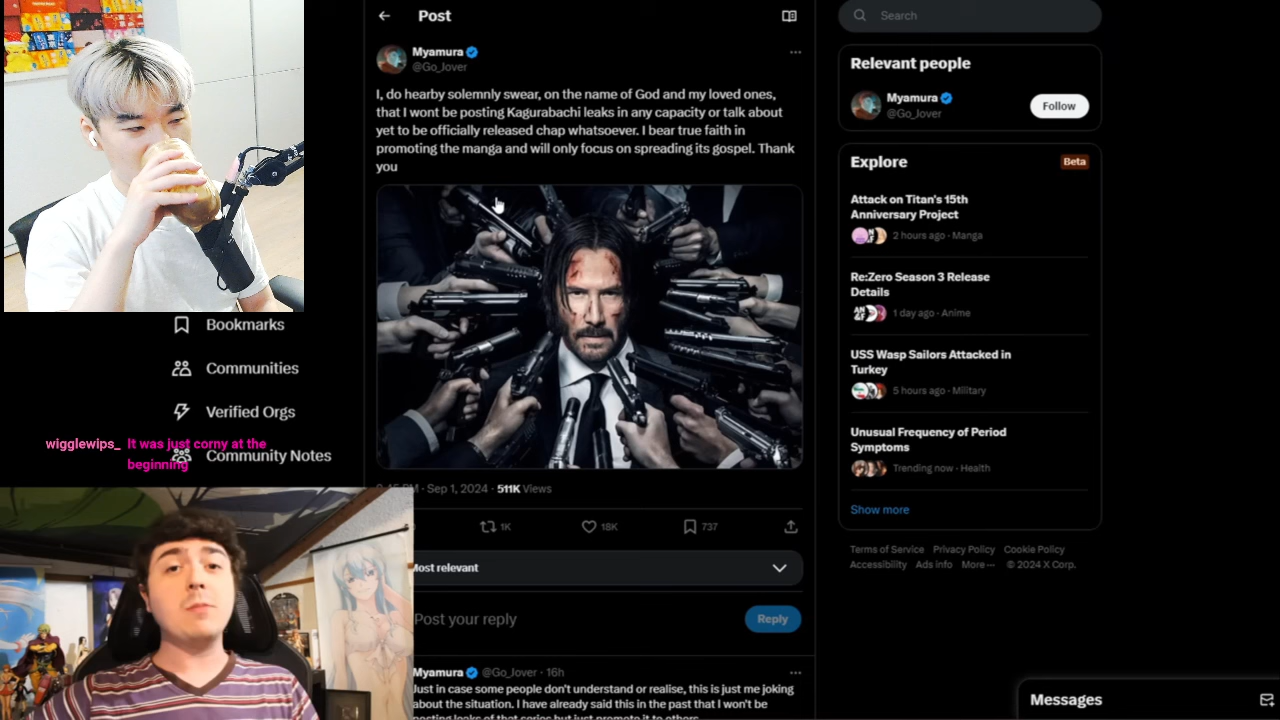 Post
Myamura
@Go_Jover
I, do hearby solemnly swear, on the name of God and my loved ones,
that I wont be posting Kagurabachi leaks in any capacity or talk about
yet to be officially released chap whatsoever. I bear true faith in
promoting the manga and will only focus on spreading its gospel. Thank
you
Sep 1, 2024 · 511K Views
1K
18K
737
Most relevant
Post your reply
Reply
Myamura @Go_Jover · 16h
Just in case some people don't understand or realise, this is just me joking
about the situation. I have already said this in the past that I won't be
posting leaks of that series but just promote it to others
Bookmarks
Communities
Verified Orgs
Community Notes
wigglewips_ It was just corny at the
beginning
Search
Relevant people
Myamura
@Go_Jover
Follow
Explore
Beta
Attack on Titan's 15th
Anniversary Project
2 hours ago · Manga
Re:Zero Season 3 Release
Details
1 day ago · Anime
USS Wasp Sailors Attacked in
Turkey
5 hours ago · Military
Unusual Frequency of Period
Symptoms
Trending now · Health
Show more
Terms of Service Privacy Policy Cookie Policy
Accessibility Ads info More ··· © 2024 X Corp.
Messages